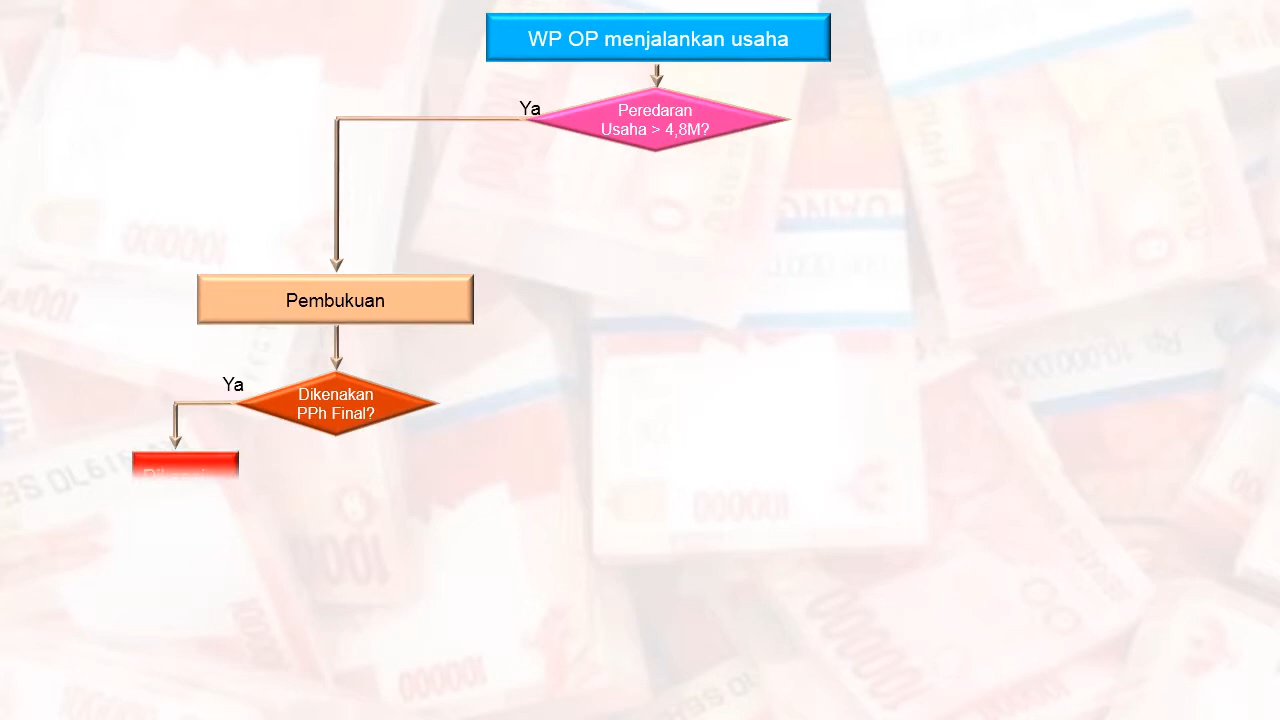 WP OP menjalankan usaha
Ya
Peredaran
Usaha > 4,8M?
Pembukuan
Ya
Dikenakan
PPh Final?